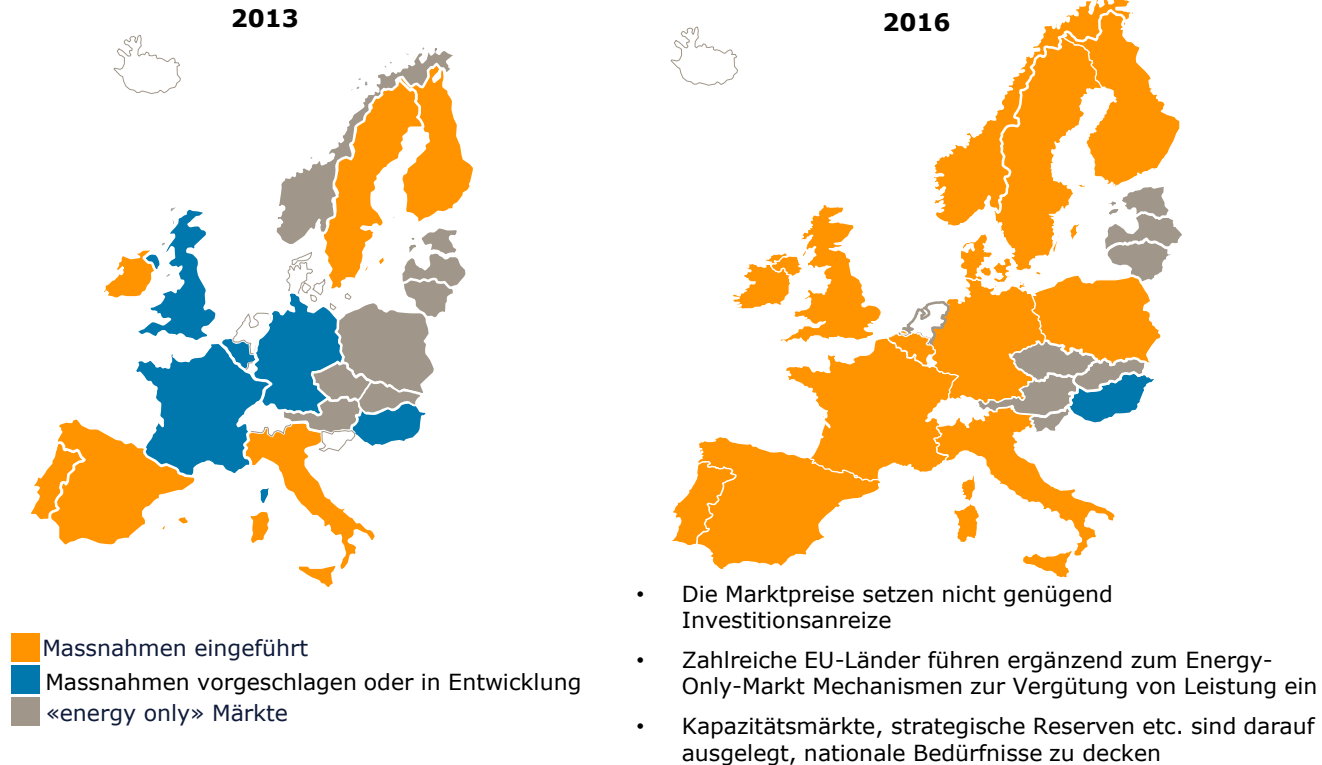 2013
2016
Massnahmen eingeführt
Massnahmen vorgeschlagen oder in Entwicklung
«energy only» Märkte
• Die Marktpreise setzen nicht genügend
Investitionsanreize
• Zahlreiche EU-Länder führen ergänzend zum Energy-
Only-Markt Mechanismen zur Vergütung von Leistung ein
• Kapazitätsmärkte, strategische Reserven etc. sind darauf
ausgelegt, nationale Bedürfnisse zu decken